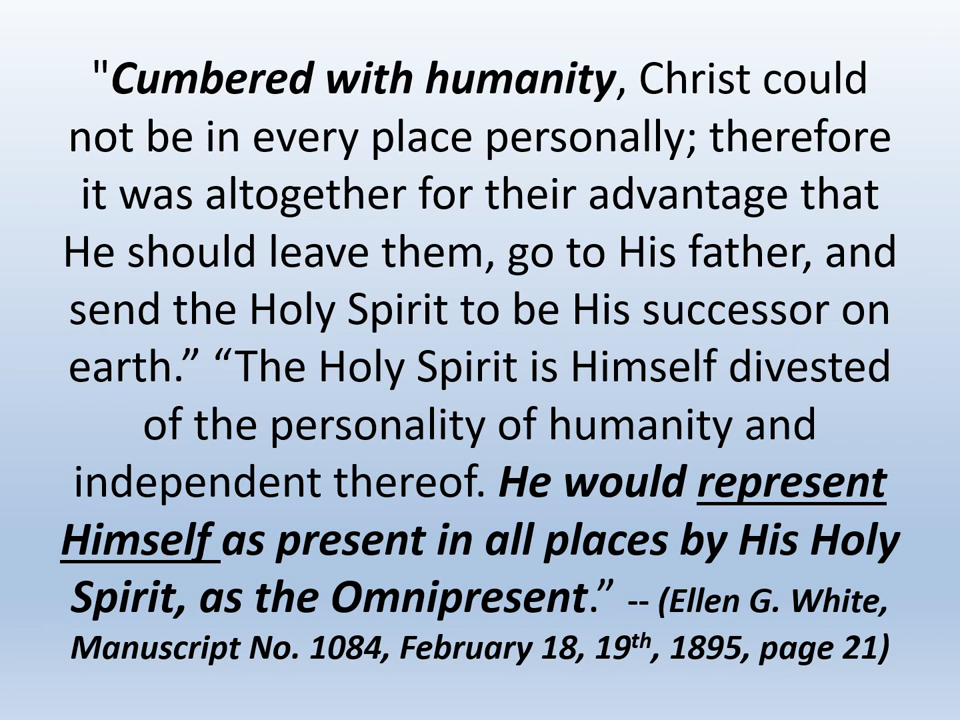 "Cumbered with humanity, Christ could
not be in every place personally; therefore
it was altogether for their advantage that
He should leave them, go to His father, and
send the Holy Spirit to be His successor on
earth.” “The Holy Spirit is Himself divested
of the personality of humanity and
independent thereof. He would represent
Himself as present in all places by His Holy
Spirit, as the Omnipresent.” -- (Ellen G. White,
Manuscript No. 1084, February 18, 19th, 1895, page 21)